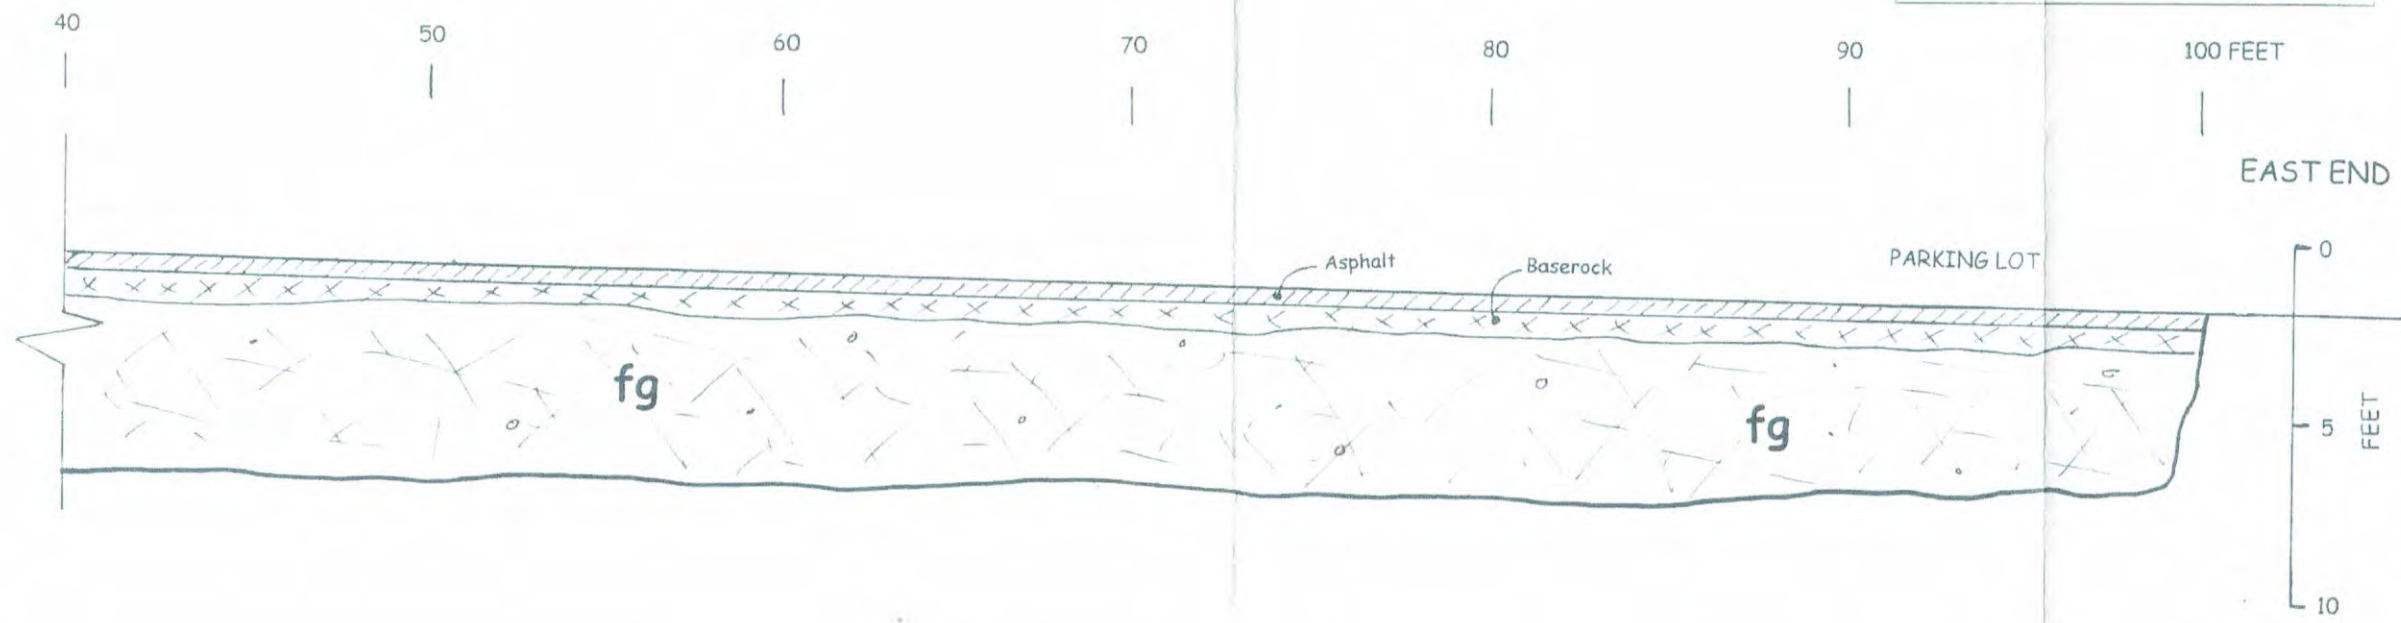 40
50
60
70
80
90
100 FEET
EAST END
PARKING LOT
Asphalt
Baserock
fg
fg
0
5
10
FEET